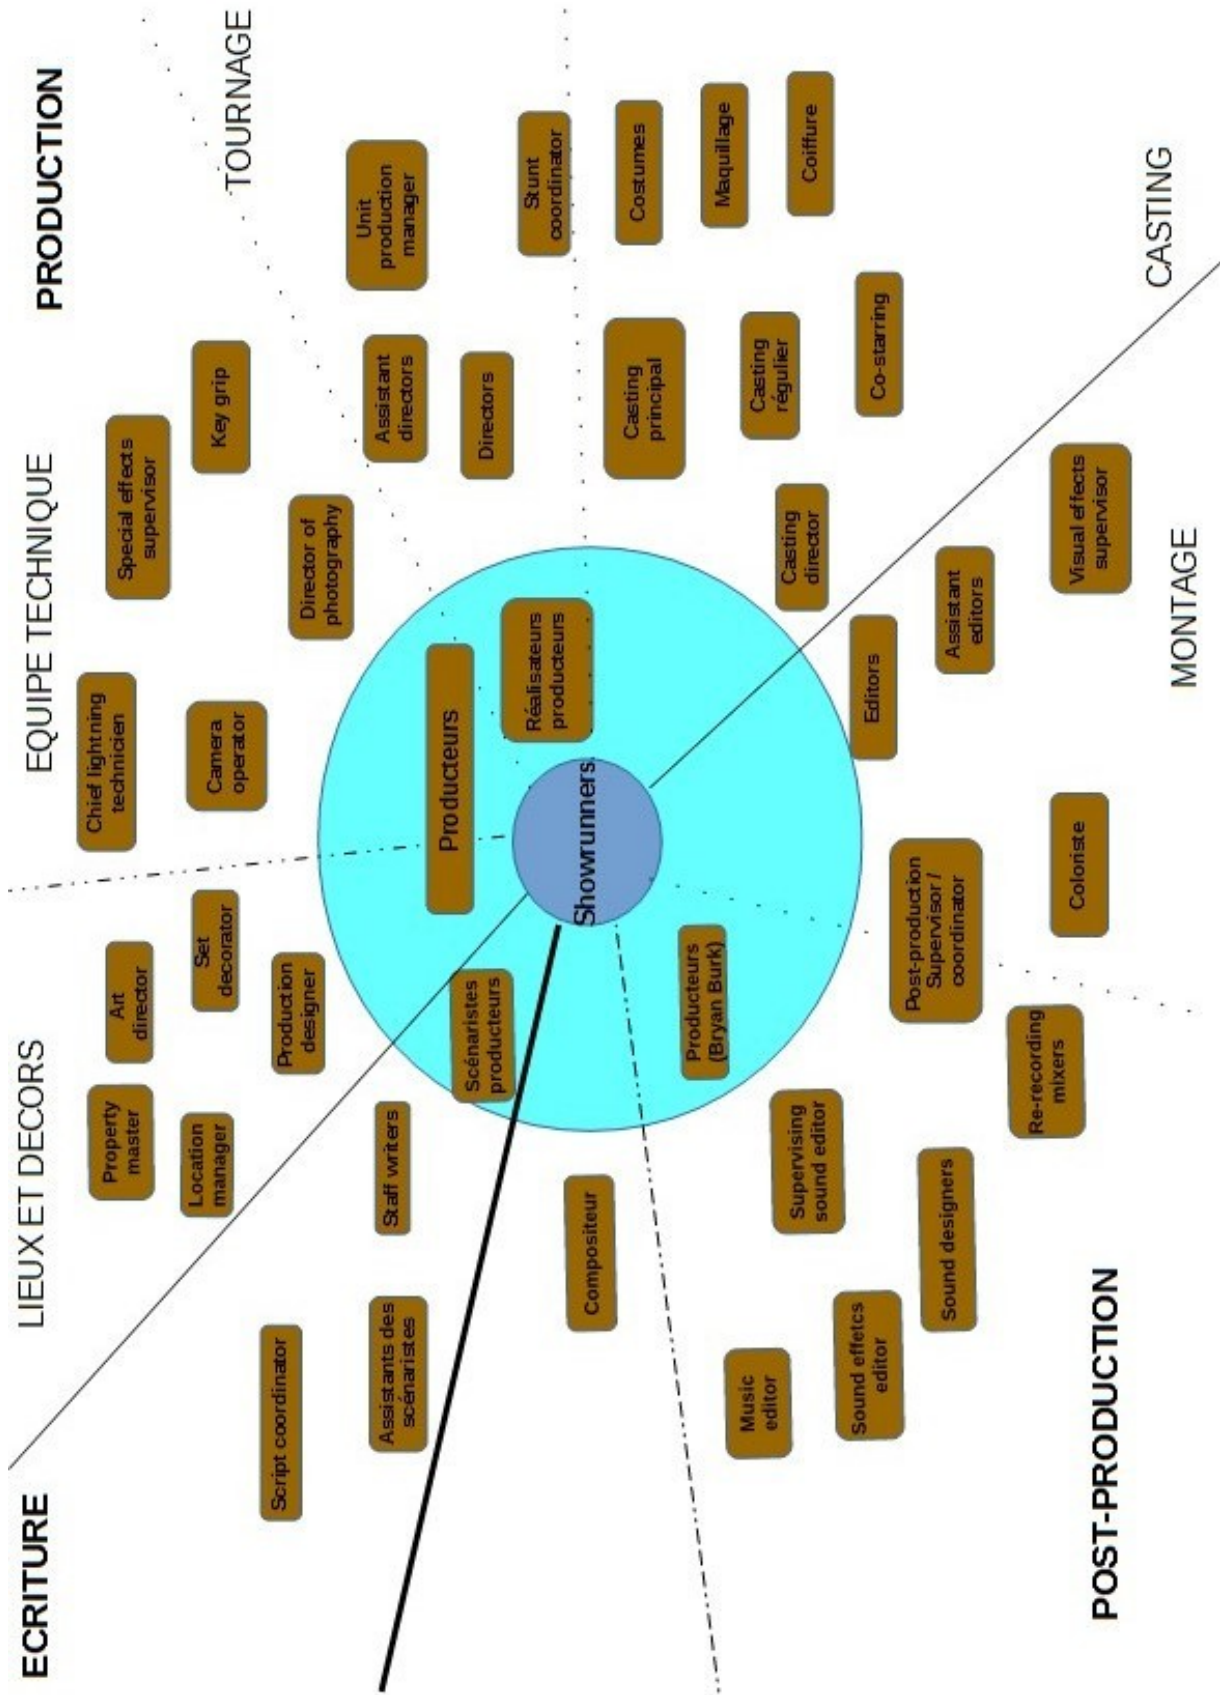 ECRITURE
LIEUX ET DECORS
EQUIPE TECHNIQUE
PRODUCTION
TOURNAGE
Property
master
Art
director
Chief lightning
technicien
Special effects
supervisor
Location
manager
Set
decorator
Camera
operator
Key grip
Script coordinator
Production
designer
Director of
photography
Assistants des
scénaristes
Staff writers
Assistant
directors
Unit
production
manager
Scénaristes
producteurs
Producteurs
Directors
Réalisateurs
producteurs
Stunt
coordinator
Compositeur
Showrunners
Casting
principal
Costumes
Producteurs
(Bryan Burk)
Maquillage
Music
editor
Supervising
sound editor
Casting
director
Casting
régulier
Coiffure
Sound effetcs
editor
Editors
Co-starring
Sound designers
Post-production
Supervisor /
coordinator
Assistant
editors
Re-recording
mixers
Coloriste
Visual effects
supervisor
POST-PRODUCTION
MONTAGE
CASTING